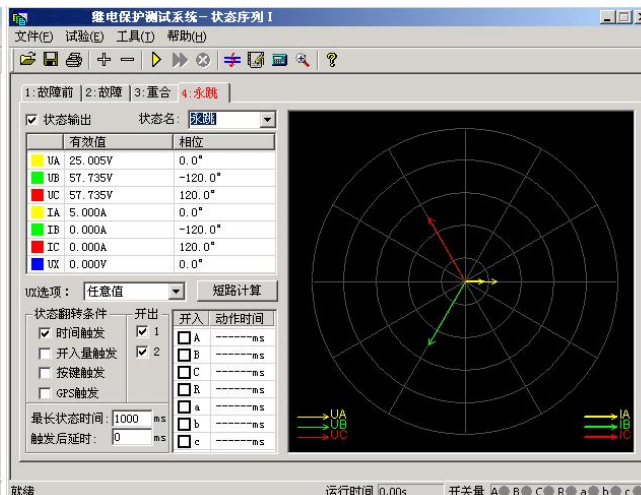 继电保护测试系统-状态序列 I
文件(F) 试验(E) 工具(T) 帮助(H)
1:故障前 2:故障 3:重合 4:永跳
状态输出 状态名: 永跳
有效值 相位
UA 25.005V 0.0°
UB 57.735V -120.0°
UC 57.735V 120.0°
IA 5.000A 0.0°
IB 0.000A -120.0°
IC 0.000A 120.0°
UX 0.000V 0.0°
UX选项: 任意值 短路计算
状态翻转条件 开出 开入 动作时间
时间触发 1 A ------ms
开入量触发 2 B ------ms
按键触发 C ------ms
GPS触发 R ------ms
a ------ms
最长状态时间: 1000 ms b ------ms
触发后延时: 0 ms c ------ms
UA IA
UB IB
UC IC
就绪 运行时间 0.00s 开关量 A B C R a b c